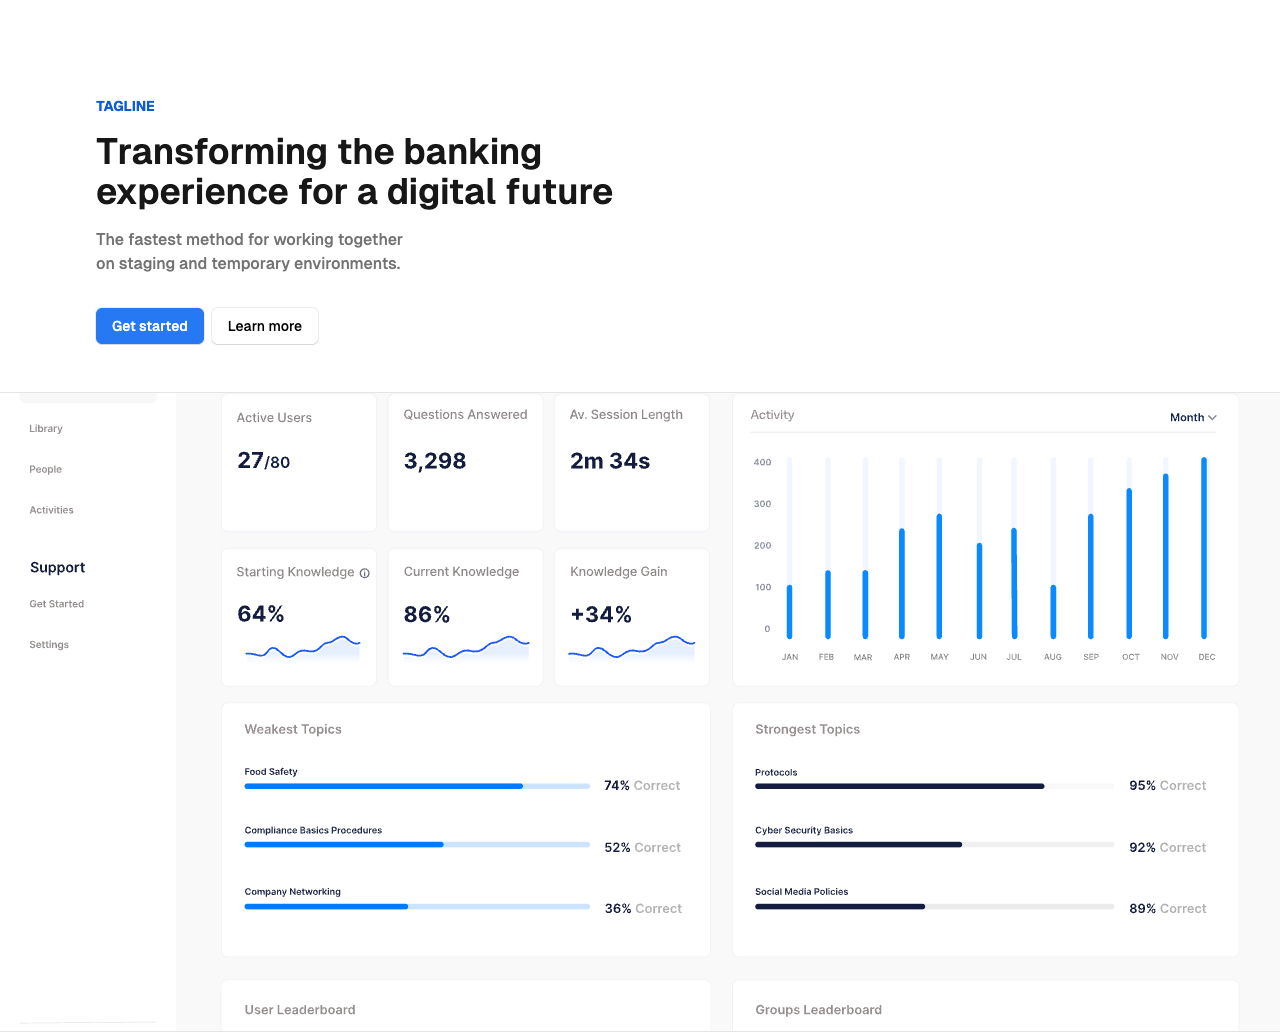 TAGLINE
Transforming the banking
experience for a digital future
The fastest method for working together
on staging and temporary environments.
Get started
Learn more
Library
People
Activities
Support
Get Started
Settings
Active Users
27/80
Questions Answered
3,298
Av. Session Length
2m 34s
Starting Knowledge
64%
Current Knowledge
86%
Knowledge Gain
+34%
Activity
Month
400
300
200
100
0
JAN FEB MAR APR MAY JUN JUL AUG SEP OCT NOV DEC
Weakest Topics
Food Safety
74% Correct
Compliance Basics Procedures
52% Correct
Company Networking
36% Correct
Strongest Topics
Protocols
95% Correct
Cyber Security Basics
92% Correct
Social Media Policies
89% Correct
User Leaderboard
Groups Leaderboard